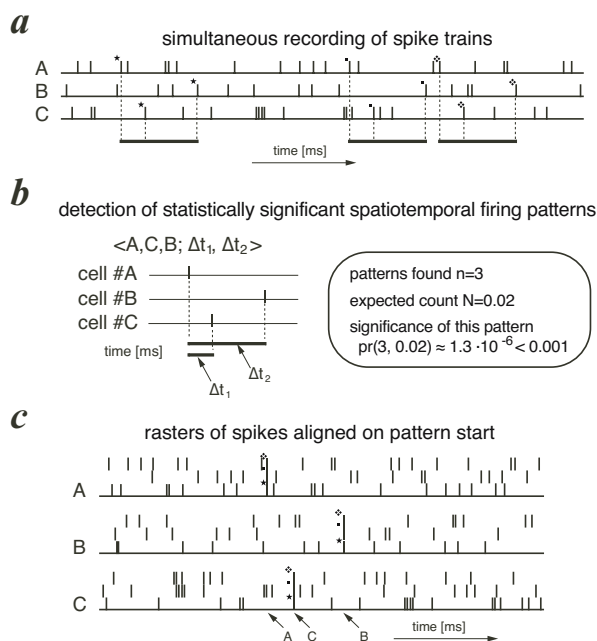 a
simultaneous recording of spike trains
A
B
C
time [ms]
b
detection of statistically significant spatiotemporal firing patterns
<A,C,B; Δt₁, Δt₂>
cell #A
cell #B
cell #C
time [ms]
Δt₁
Δt₂
patterns found n=3
expected count N=0.02
significance of this pattern
pr(3, 0.02) ≈ 1.3 · 10⁻⁶ < 0.001
c
rasters of spikes aligned on pattern start
A
B
C
A C B
time [ms]